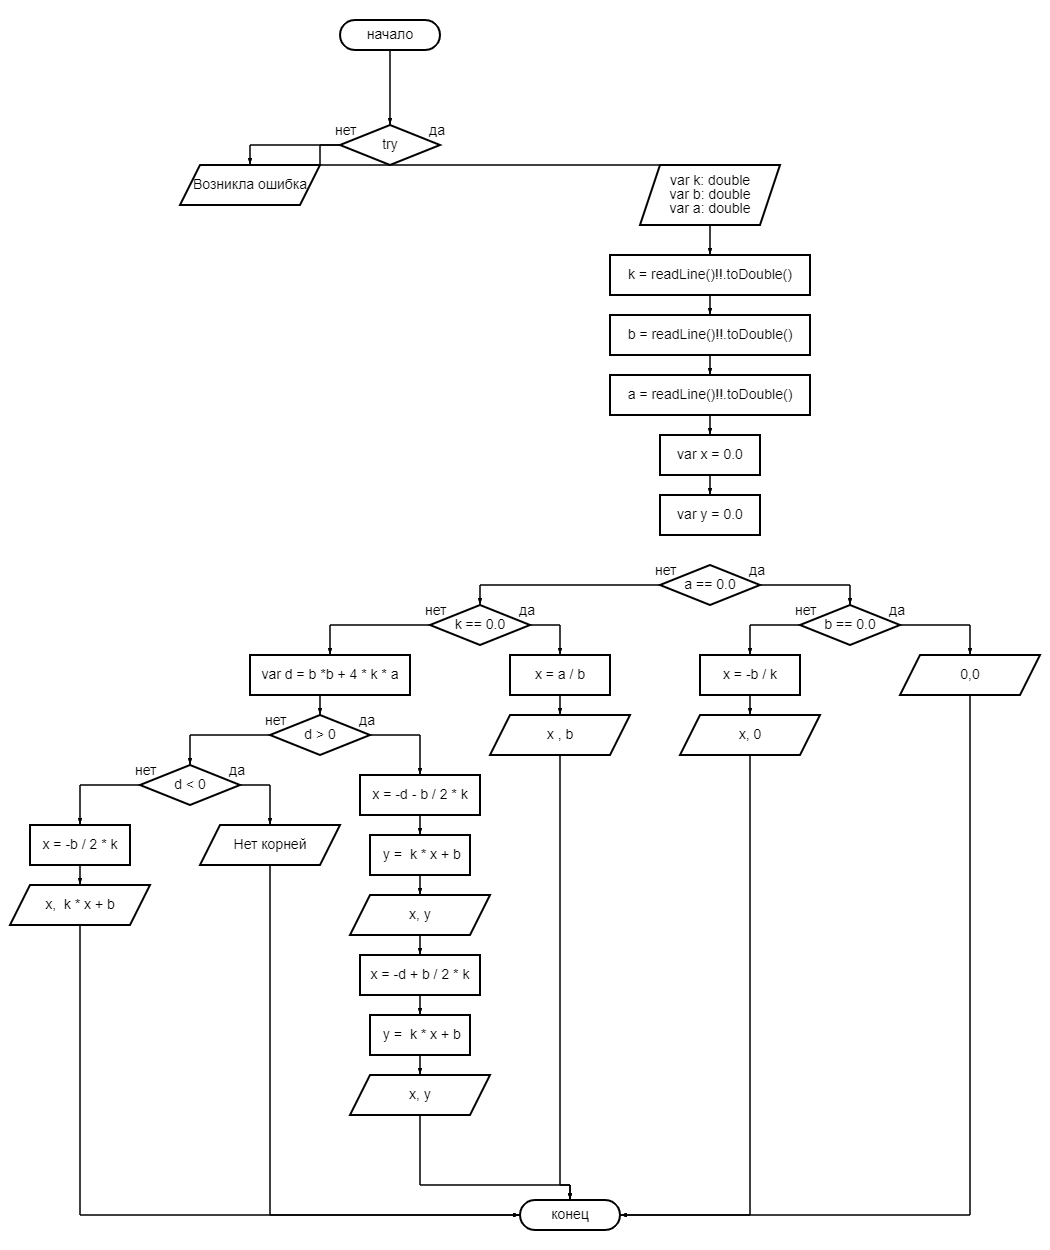 начало
нет
да
try
Возникла ошибка
var k: double
var b: double
var a: double
k = readLine()!!.toDouble()
b = readLine()!!.toDouble()
a = readLine()!!.toDouble()
var x = 0.0
var y = 0.0
нет
да
a == 0.0
нет
да
k == 0.0
нет
да
b == 0.0
var d = b *b + 4 * k * a
x = a / b
x = -b / k
0,0
нет
да
d > 0
x , b
x, 0
нет
да
d < 0
x = -d - b / 2 * k
x = -b / 2 * k
Нет корней
y =  k * x + b
x,  k * x + b
x, y
x = -d + b / 2 * k
y =  k * x + b
x, y
конец